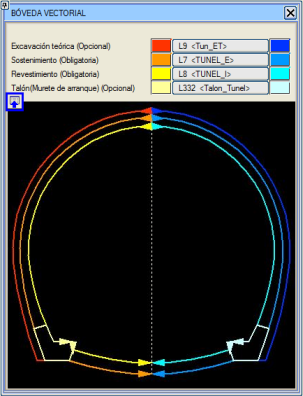 BÓVEDA VECTORIAL
Excavación teórica (Opcional) L9 <Tun_ET>
Sostenimiento (Obligatoria) L7 <TUNEL_E>
Revestimiento (Obligatoria) L8 <TUNEL_I>
Talón(Murete de arranque) (Opcional) L332 <Talon_Tunel>